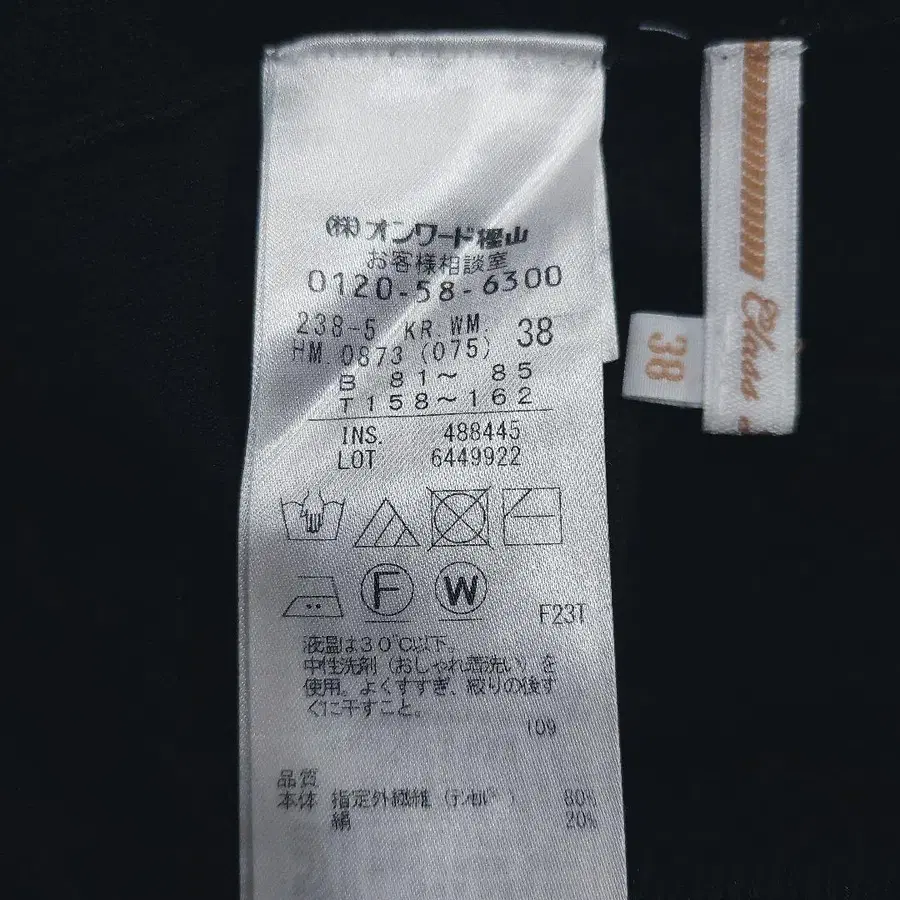 (株)オンワード樫山
お客様相談室
0120-58-6300
238-5 KR.WM. 38
HM.0873(075)
B 81～ 85
T158～162
INS. 488445
LOT 6449922
F
W
F23T
液温は30℃以下。
中性洗剤(おしゃれ着洗い)を
使用。よくすすぎ、絞りの後す
ぐに干すこと。
109
品質
本体 指定外繊維(テンセル) 80%
絹 20%
38
Class